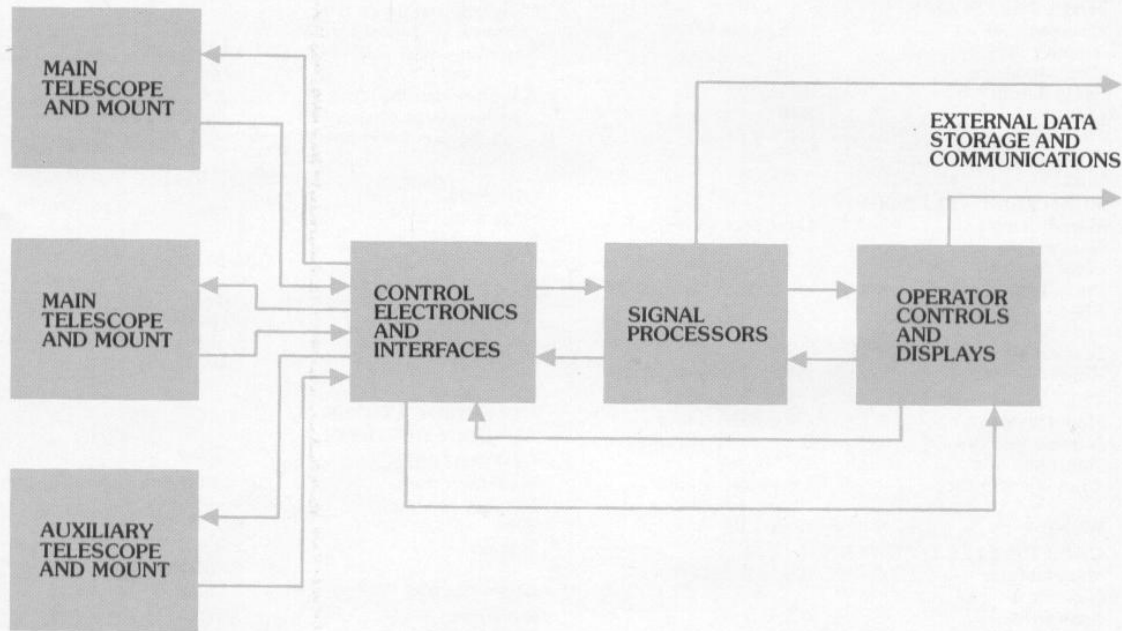 MAIN
TELESCOPE
AND MOUNT
EXTERNAL DATA
STORAGE AND
COMMUNICATIONS
MAIN
TELESCOPE
AND MOUNT
CONTROL
ELECTRONICS
AND
INTERFACES
SIGNAL
PROCESSORS
OPERATOR
CONTROLS
AND
DISPLAYS
AUXILIARY
TELESCOPE
AND MOUNT